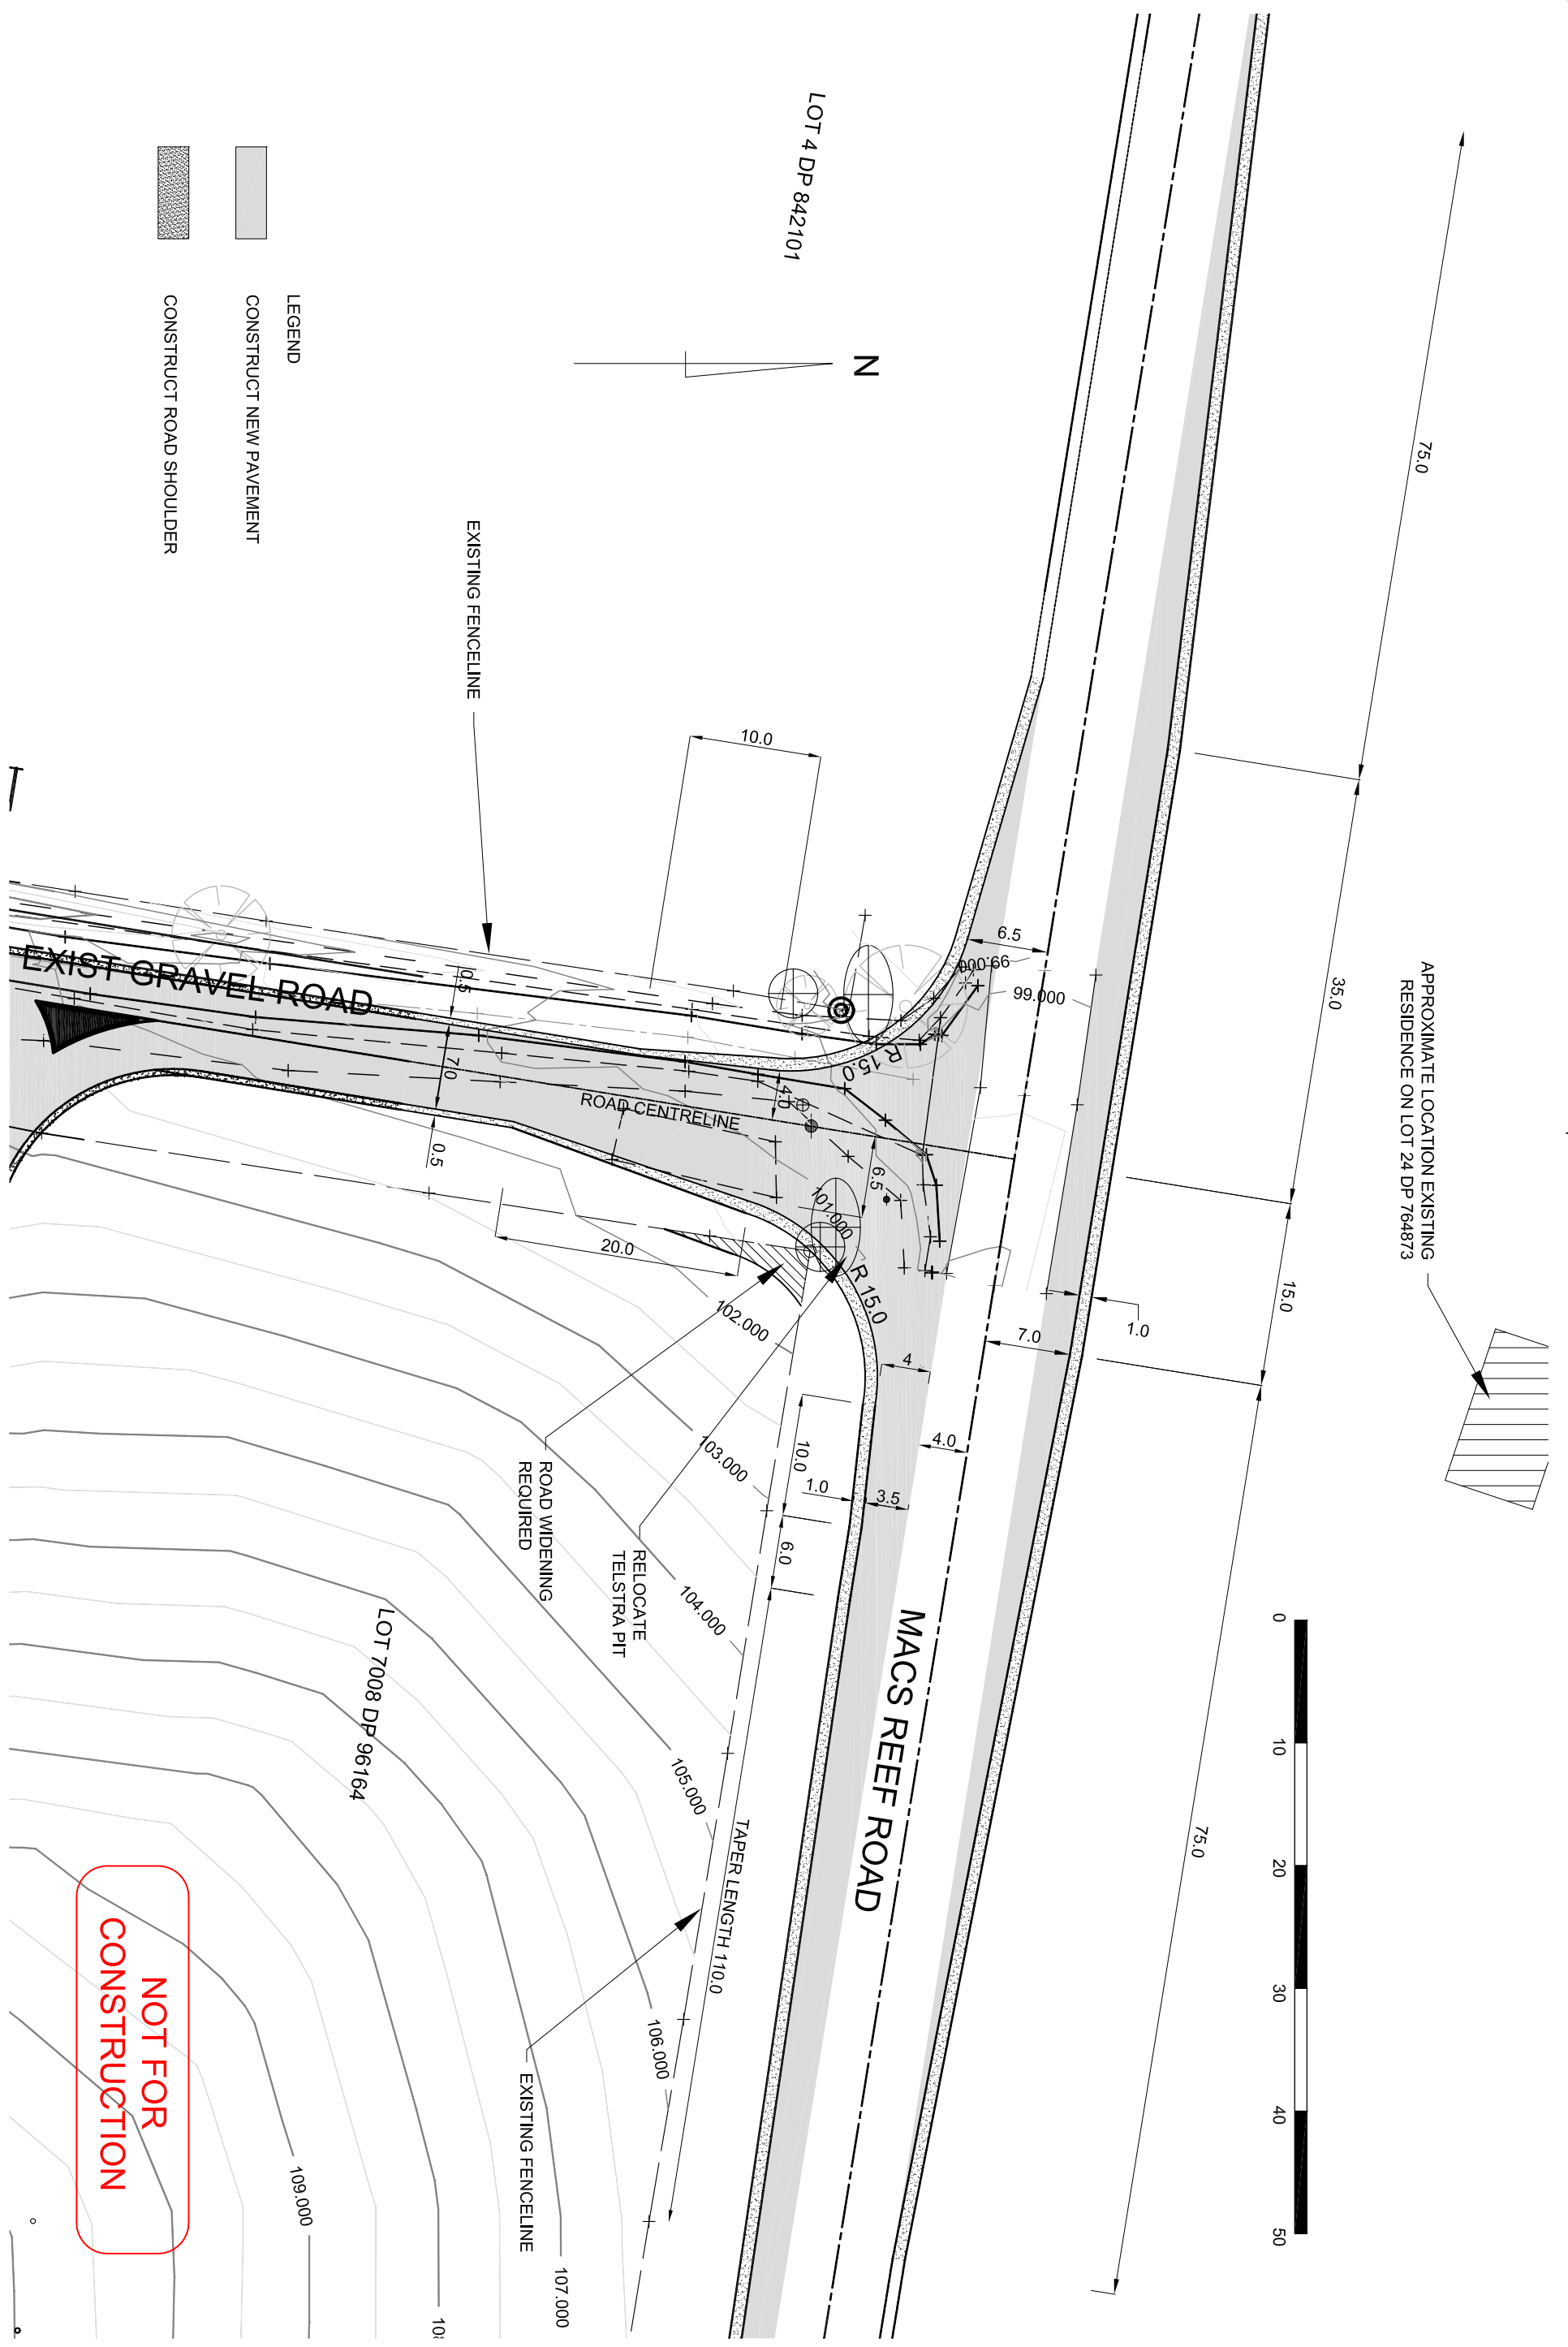 75.0
35.0
15.0
75.0
APPROXIMATE LOCATION EXISTING
RESIDENCE ON LOT 24 DP 764873
0
10
20
30
40
50
LOT 4 DP 842101
N
LEGEND
CONSTRUCT NEW PAVEMENT
CONSTRUCT ROAD SHOULDER
EXISTING FENCELINE
10.0
6.5
99.000
99.000
R 15.0
EXIST GRAVEL ROAD
0.5
7.0
0.5
ROAD CENTRELINE
4.0
6.5
101.000
R 15.0
20.0
1.0
7.0
4
4.0
10.0
1.0
3.5
6.0
102.000
103.000
104.000
105.000
106.000
107.000
108
109.000
ROAD WIDENING
REQUIRED
RELOCATE
TELSTRA PIT
MACS REEF ROAD
TAPER LENGTH 110.0
LOT 7008 DP 96164
EXISTING FENCELINE
NOT FOR
CONSTRUCTION